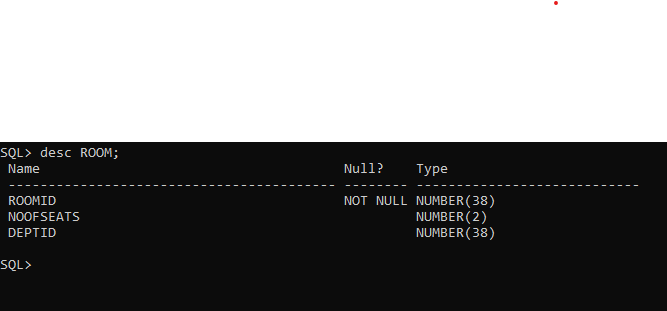 SQL> desc ROOM;
Name Null? Type
----------------------------------------- -------- ----------------------------
ROOMID NOT NULL NUMBER(38)
NOOFSEATS NUMBER(2)
DEPTID NUMBER(38)
SQL>